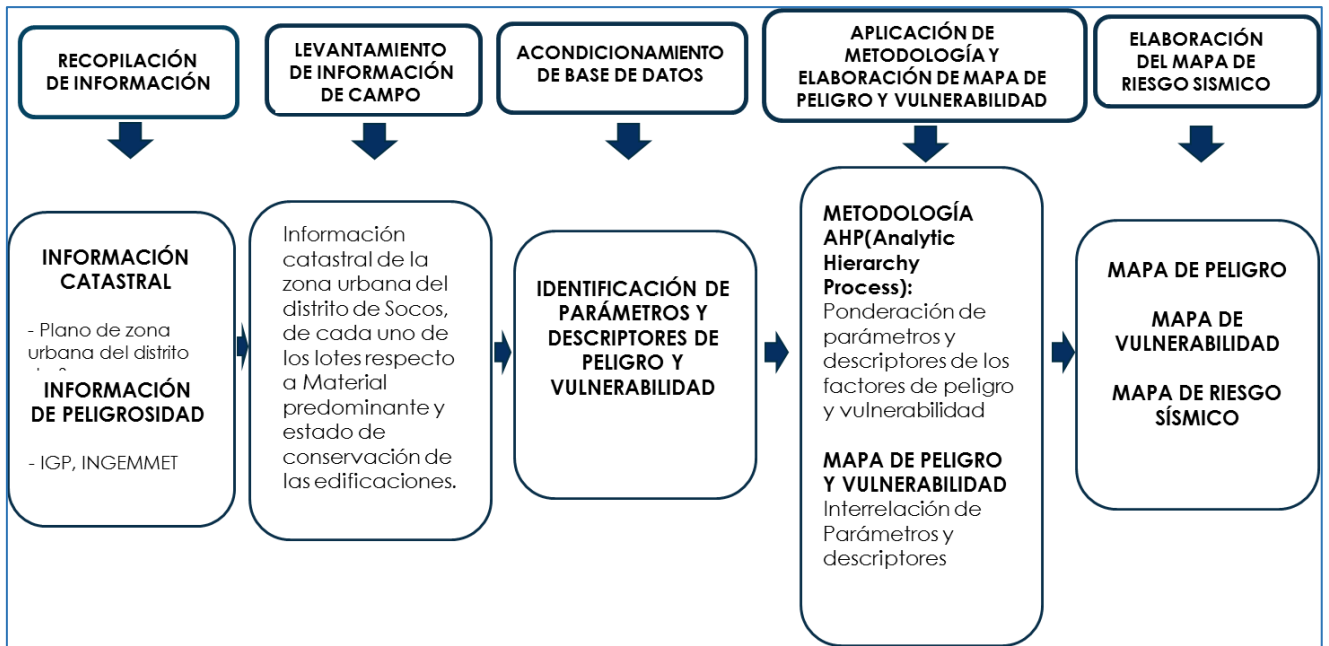 RECOPILACIÓN
DE INFORMACIÓN
LEVANTAMIENTO
DE INFORMACIÓN
DE CAMPO
ACONDICIONAMIENTO
DE BASE DE DATOS
APLICACIÓN DE
METODOLOGÍA Y
ELABORACIÓN DE MAPA DE
PELIGRO Y VULNERABILIDAD
ELABORACIÓN
DEL MAPA DE
RIESGO SISMICO
INFORMACIÓN
CATASTRAL
- Plano de zona
urbana del distrito
INFORMACIÓN
DE PELIGROSIDAD
- IGP, INGEMMET
Información
catastral de la
zona urbana del
distrito de Socos,
de cada uno de
los lotes respecto
a Material
predominante y
estado de
conservación de
las edificaciones.
IDENTIFICACIÓN DE
PARÁMETROS Y
DESCRIPTORES DE
PELIGRO Y
VULNERABILIDAD
METODOLOGÍA
AHP(Analytic
Hierarchy
Process):
Ponderación de
parámetros y
descriptores de los
factores de peligro
y vulnerabilidad
MAPA DE PELIGRO
Y VULNERABILIDAD
Interrelación de
Parámetros y
descriptores
MAPA DE PELIGRO
MAPA DE
VULNERABILIDAD
MAPA DE RIESGO
SÍSMICO